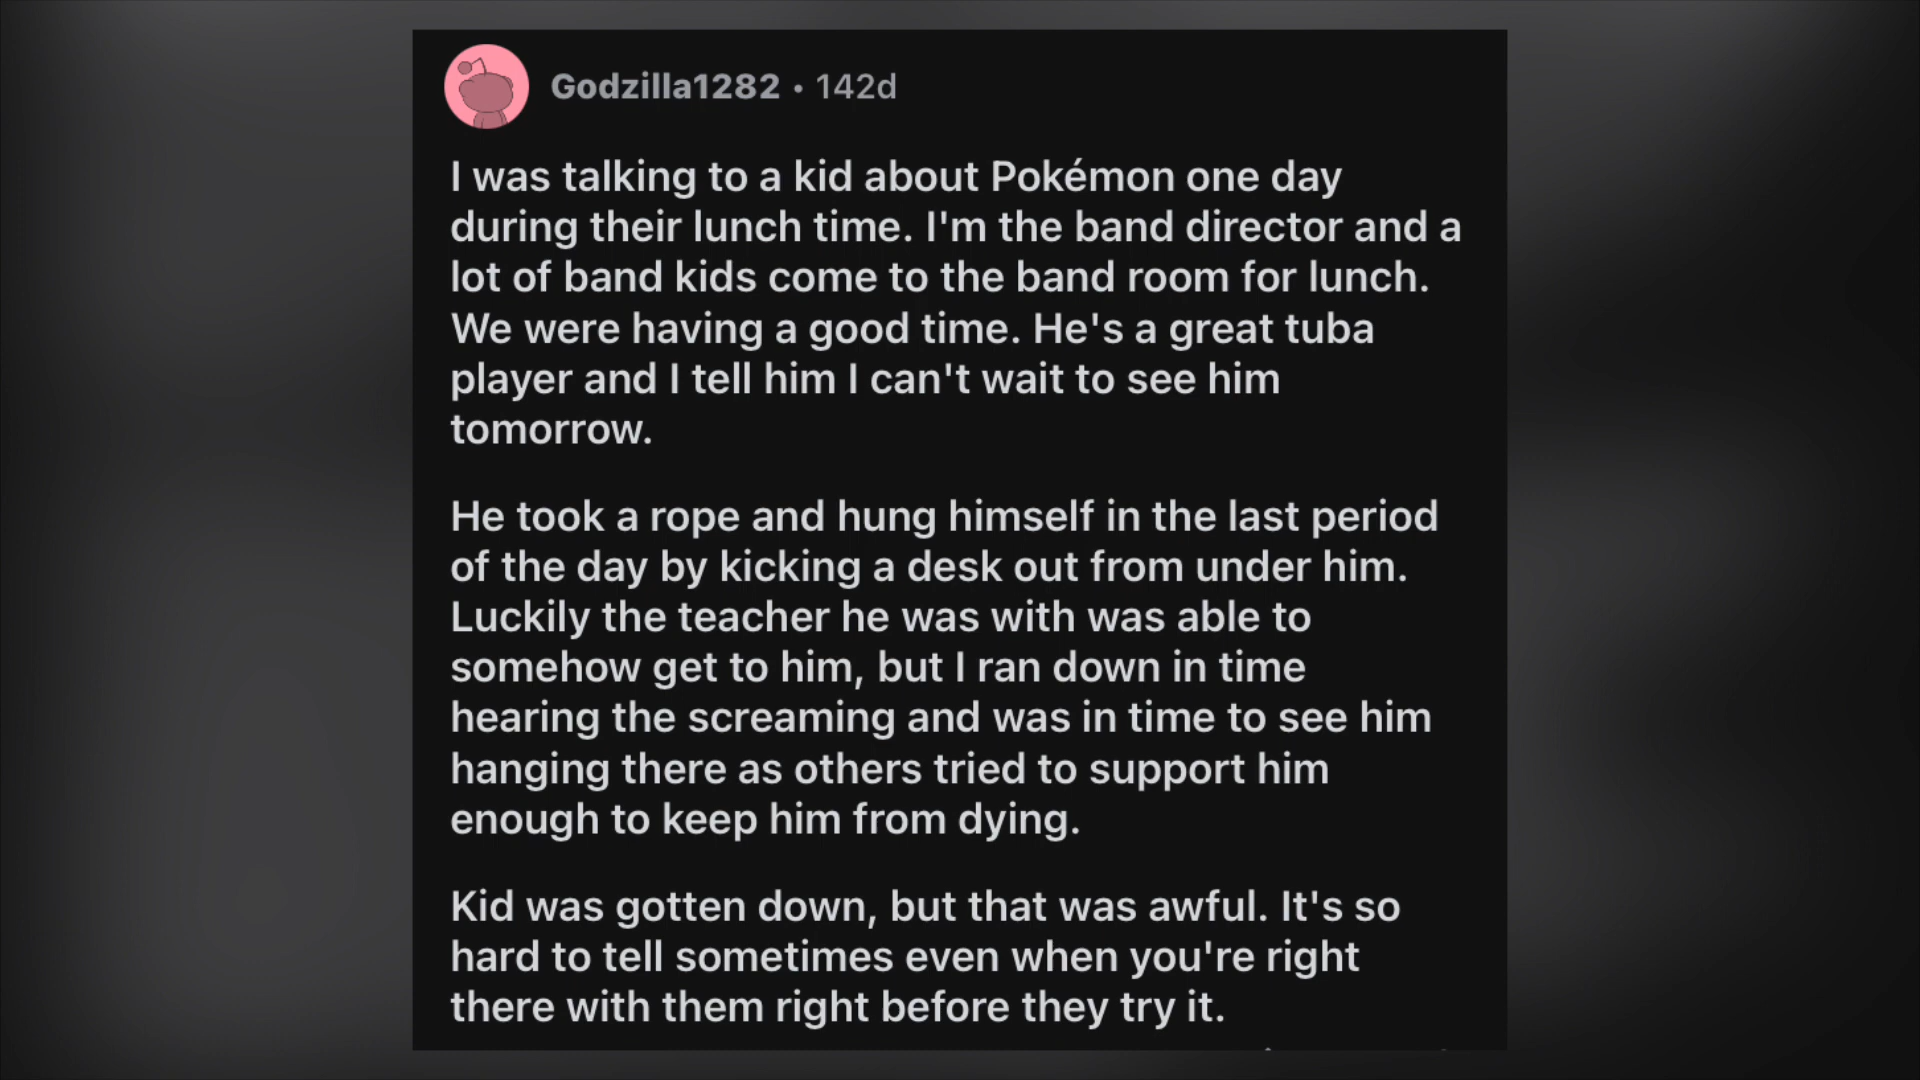 Godzilla1282 • 142d
I was talking to a kid about Pokémon one day
during their lunch time. I'm the band director and a
lot of band kids come to the band room for lunch.
We were having a good time. He's a great tuba
player and I tell him I can't wait to see him
tomorrow.
He took a rope and hung himself in the last period
of the day by kicking a desk out from under him.
Luckily the teacher he was with was able to
somehow get to him, but I ran down in time
hearing the screaming and was in time to see him
hanging there as others tried to support him
enough to keep him from dying.
Kid was gotten down, but that was awful. It's so
hard to tell sometimes even when you're right
there with them right before they try it.